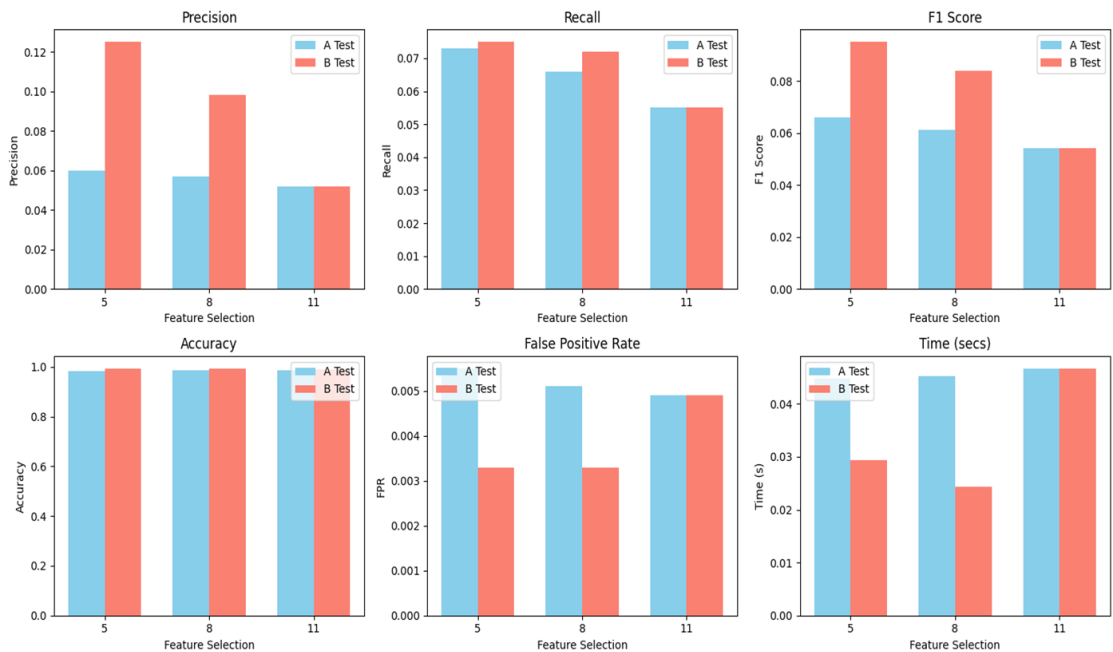 Precision
Precision
0.12
0.10
0.08
0.06
0.04
0.02
0.00
A Test
B Test
5 8 11
Feature Selection
Recall
Recall
0.07
0.06
0.05
0.04
0.03
0.02
0.01
0.00
A Test
B Test
5 8 11
Feature Selection
F1 Score
F1 Score
0.08
0.06
0.04
0.02
0.00
A Test
B Test
5 8 11
Feature Selection
Accuracy
Accuracy
1.0
0.8
0.6
0.4
0.2
0.0
A Test
B Test
5 8 11
Feature Selection
False Positive Rate
FPR
0.005
0.004
0.003
0.002
0.001
0.000
A Test
B Test
5 8 11
Feature Selection
Time (secs)
Time (s)
0.04
0.03
0.02
0.01
0.00
A Test
B Test
5 8 11
Feature Selection